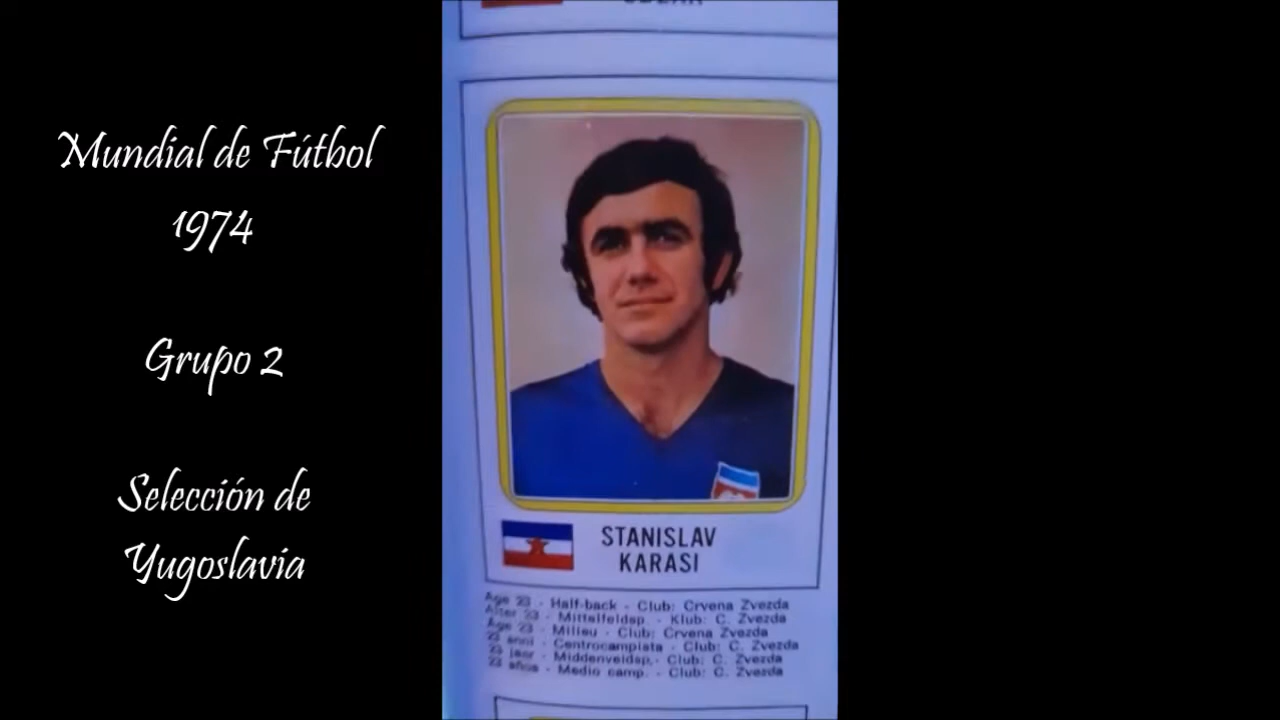 Mundial de Fútbol
1974
Grupo 2
Selección de
Yugoslavia
STANISLAV
KARASI
Age 23 - Half-back - Club: Crvena Zvezda
Alter 23 - Mittelfeldsp. - Klub: C. Zvezda
Age 23 - Milieu - Club: Crvena Zvezda
23 anni - Centrocampista - Club: C. Zvezda
23 jaar - Middenveldsp. - Club: C. Zvezda
23 años - Medio camp. - Club: C. Zvezda